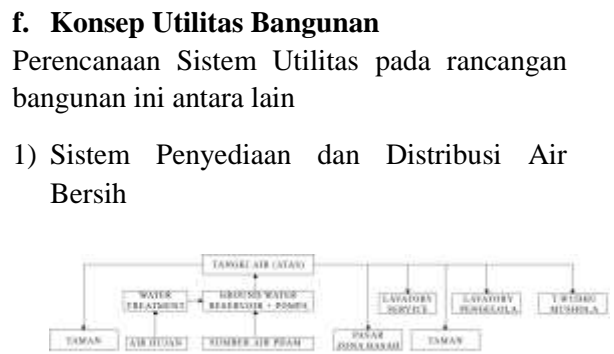 f. Konsep Utilitas Bangunan
Perencanaan Sistem Utilitas pada rancangan
bangunan ini antara lain
1) Sistem Penyediaan dan Distribusi Air
Bersih
TANGKI AIR (ATAS)
WATER
TREATMENT
GROUND WATER
RESERVOIR + POMPA
LAVATORY
SERVICE
LAVATORY
PENGELOLA
T WUDHU
MUSHOLA
TAMAN
AIR HUJAN
SUMBER AIR PDAM
PASAR
ZONA BASAH
TAMAN